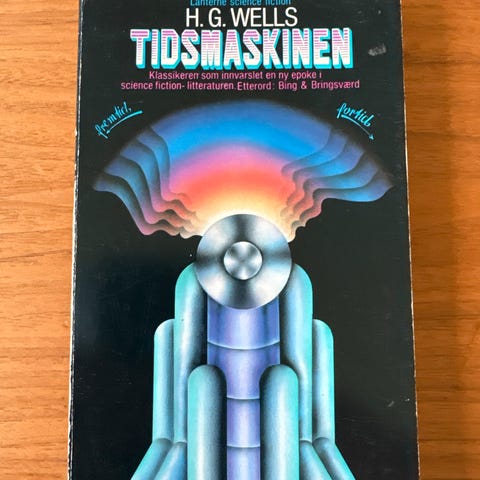 Lanterne science fiction
H. G. WELLS
TIDSMASKINEN
Klassikeren som innvarslet en ny epoke i
science fiction- litteraturen. Etterord: Bing & Bringsværd
fremtid,
fortid,